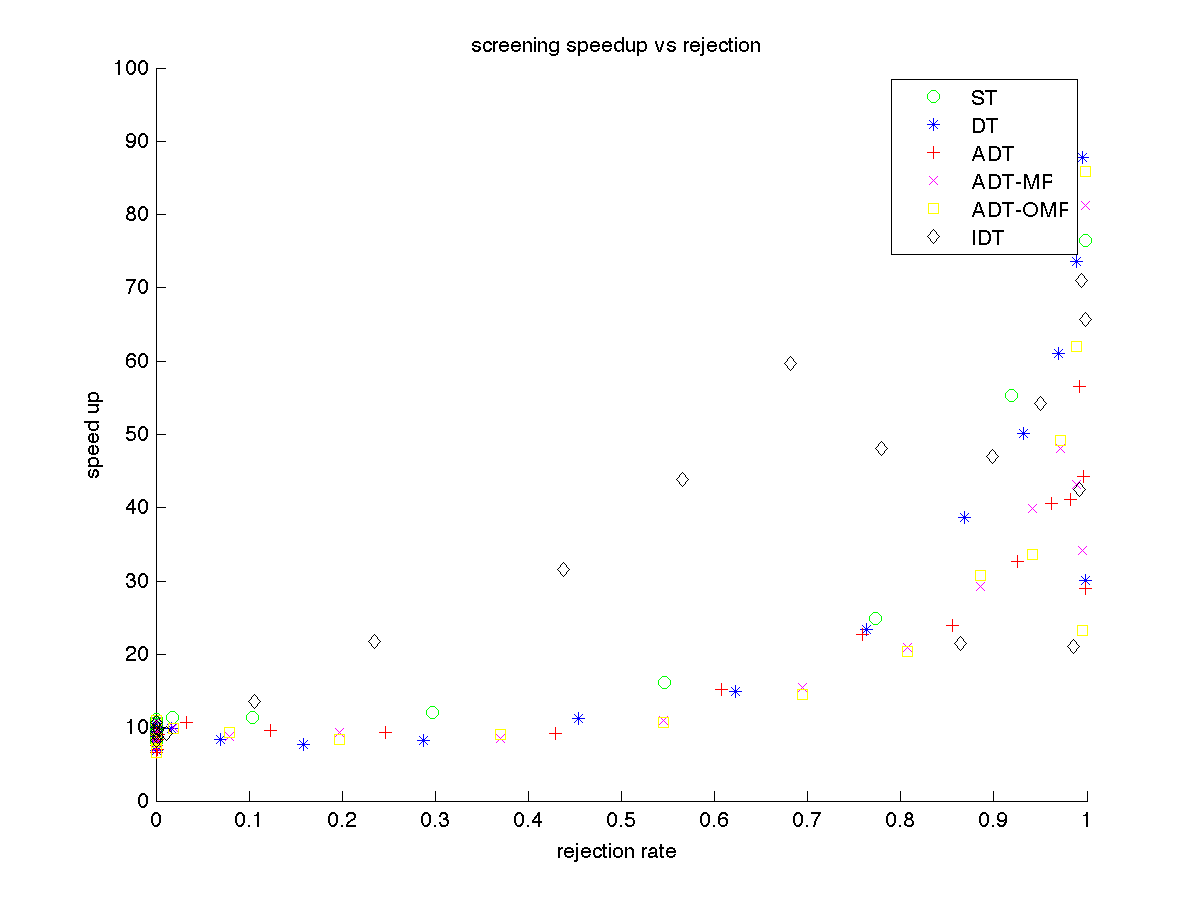 screening speedup vs rejection
100
90
80
70
60
50
40
30
20
10
0
speed up
ST
DT
ADT
ADT-MF
ADT-OMF
IDT
0 0.1 0.2 0.3 0.4 0.5 0.6 0.7 0.8 0.9 1
rejection rate